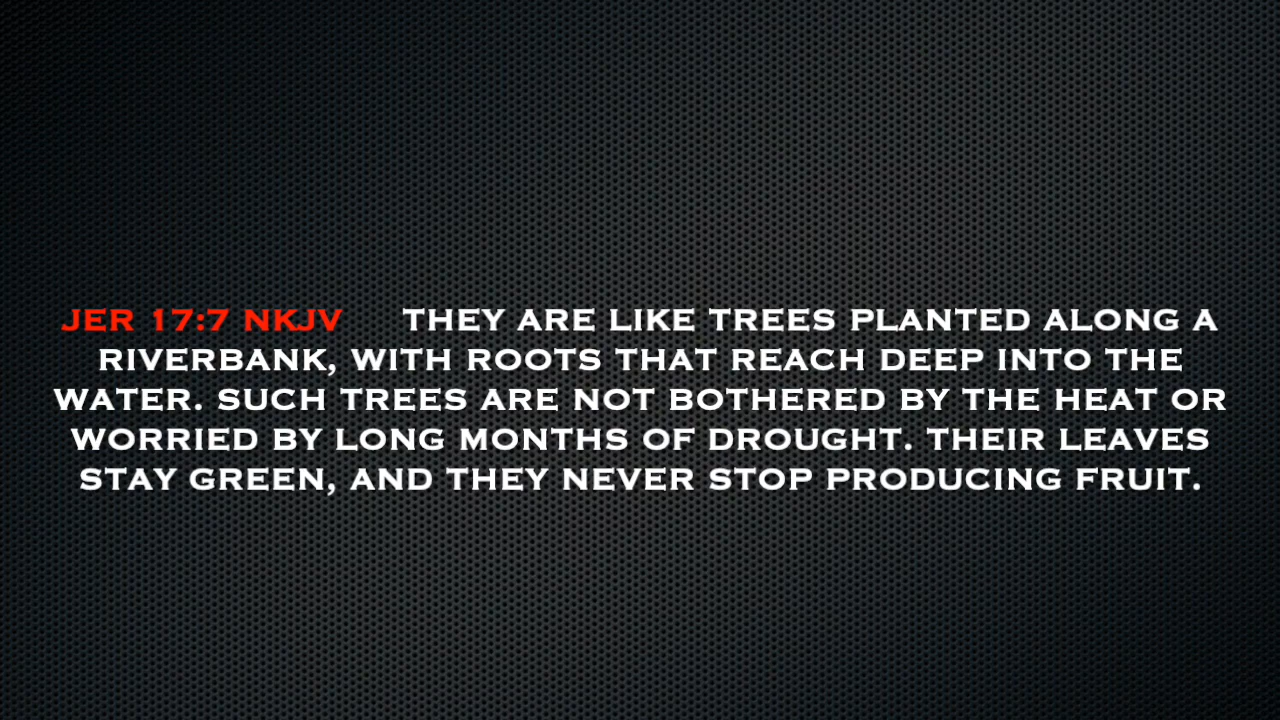 JER 17:7 NKJV THEY ARE LIKE TREES PLANTED ALONG A
RIVERBANK, WITH ROOTS THAT REACH DEEP INTO THE
WATER. SUCH TREES ARE NOT BOTHERED BY THE HEAT OR
WORRIED BY LONG MONTHS OF DROUGHT. THEIR LEAVES
STAY GREEN, AND THEY NEVER STOP PRODUCING FRUIT.